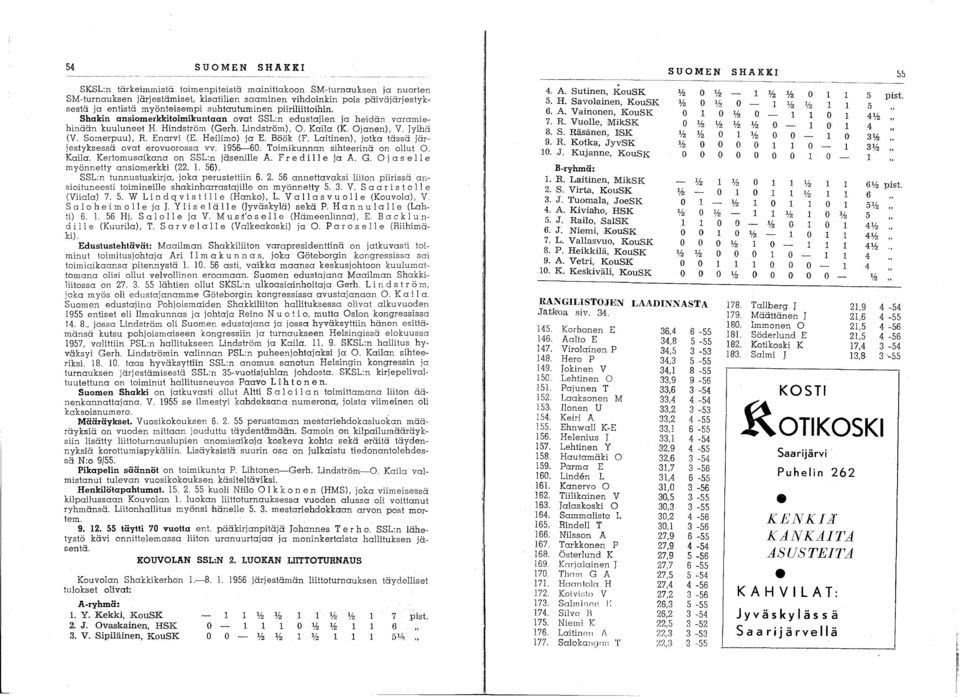 54 SUOMEN SHAKKI
SKSL:n tärkeimmistä toimenpiteistä mainittakoon SM-turnauksen ja nuorten
SM-turnauksen järjestämiset, kisatilien saaminen vihdoinkin pois päiväjärjestyk-
sestä ja entistä myönteisempi suhtautuminen piiriliittoihin.
Shakin ansiomerkkitoimikuntaan ovat SSL:n edustajien ja heidän varamie-
hinään kuuluneet H. Hindström (Gerh. Lindström), O. Kaila (K. Ojanen), V. Jylhä
(V. Somerpuu), R. Enarvi (E. Heilimo) ja E. Böök (F. Laitinen), jotka tässä jär-
jestyksessä ovat erovuorossa vv. 1956—60. Toimikunnan sihteerinä on ollut O.
Kaila. Kertomusaikana on SSL:n jäsenille A. Fredille ja A. G. Ojaselle
myönnetty ansiomerkki (22. 1. 56).
SSL:n tunnustuskirja, joka perustettiin 6. 2. 56 annettavaksi liiton piirissä an-
sioituneesti toimineille shakinharrastajille on myönnetty 5. 3. V. Saaristolle
(Viiala) 7. 5. W Lindqvistille (Hanko), L. Vallasvuolle (Kouvola), V.
Saloheimolle ja J. Yliselälle (Jyväskylä) sekä P. Hannulalle (Lah-
ti) 6. 1. 56 Hj. Salolle ja V. Mustoselle (Hämeenlinna), E. Backlun-
dille (Kuurila), T. Sarvelalle (Valkeakoski) ja O. Paroselle (Riihimä-
ki).
Edustustehtävät: Maailman Shakkiliiton varapresidenttinä on jatkuvasti toi-
minut toimitusjohtaja Ari Ilmakunnas, joka Göteborgin kongressissa sai
toimiaikaansa pitennystä 1. 10. 56 asti, vaikka maansa keskusjohtoon kuulumat-
tomana olisi ollut velvollinen eroamaan. Suomen edustajana Maailman Shakki-
liitossa on 27. 3. 55 lähtien ollut SKSL:n ulkoasiainhoitaja Gerh. Lindström,
joka myös oli edustajanamme Göteborgin kongressissa avustajanaan O. Kaila.
Suomen edustajina Pohjoismaiden Shakkiliiton hallituksessa olivat alkuvuoden
1955 entiset eli Ilmakunnas ja johtaja Reino Nuotio, mutta Oslon kongressissa
14. 8., jossa Lindström oli Suomen edustajana ja jossa hyväksyttiin hänen esittä-
mänsä kutsu pohjoismaiseen kongressiin ja turnaukseen Helsingissä elokuussa
1957, valittiin PSL:n hallitukseen Lindström ja Kaila. 11. 9. SKSL:n hallitus hy-
väksyi Gerh. Lindströmin valinnan PSL:n puheenjohtajaksi ja O. Kailan sihtee-
riksi. 18. 10. taas hyväksyttiin SSL:n anomus sanotun Helsingin kongressin ja
turnauksen järjestämisestä SSL:n 35-vuotisjuhlan johdosta. SKSL:n kirjepelival-
tuutettuna on toiminut hallitusneuvos Paavo Lihtonen.
Suomen Shakki on jatkuvasti ollut Altti Saloilan toimittamana liiton ää-
nenkannattajana. V. 1955 se ilmestyi kahdeksana numerona, joista viimeinen oli
kaksoisnumero.
Määräykset. Vuosikokouksen 6. 2. 55 perustaman mestariehdokasluokan mää-
räyksiä on vuoden mittaan jouduttu täydentämään. Samoin on kilpailumääräyk-
siin lisätty liittoturnauslupien anomisaikoja koskeva kohta sekä eräitä täyden-
nyksiä korottumispykäliin. Lisäyksistä suurin osa on julkaistu tiedonantolehdes-
sä N:o 9/55.
Pikapelin säännöt on toimikunta P. Lihtonen—Gerh. Lindström—O. Kaila val-
mistanut tulevan vuosikokouksen käsiteltäviksi.
Henkilötapahtumat. 15. 2. 55 kuoli Niilo Olkkonen (HMS), joka viimeisessä
kilpailussaan Kouvolan 1. luokan liittoturnauksessa vuoden alussa oli voittanut
ryhmänsä. Liitonhallitus myönsi hänelle 5. 3. mestariehdokkaan arvon post mor-
tem.
9. 12. 55 täytti 70 vuotta ent. pääkirjanpitäjä Johannes Terho. SSL:n lähe-
tystö kävi onnittelemassa liiton uranuurtajaa ja moninkertaista hallituksen jä-
sentä.
KOUVOLAN SSL:N 2. LUOKAN LIITTOTURNAUS
Kouvolan Shakkikerhon 1.—8. 1. 1956 järjestämän liittoturnauksen täydelliset
tulokset olivat:
A-ryhmä:
1. Y. Kekki, KouSK — 1 1 ½ ½ 1 1 ½ ½ 1 7 pist.
2. J. Ovaskainen, HSK 0 — 1 1 1 0 ½ ½ 1 1 6 „
3. V. Sipiläinen, KouSK 0 0 — ½ ½ 1 ½ 1 1 1 5½ „
SUOMEN SHAKKI 55
4. A. Sutinen, KouSK ½ 0 ½ — 1 ½ ½ 0 1 1 5 pist.
5. H. Savolainen, KouSK ½ 0 ½ 0 — 1 ½ ½ 1 1 5 „
6. A. Vainonen, KouSK 0 1 0 ½ 0 — 1 1 0 1 4½ „
7. R. Vuolle, MikSK 0 ½ ½ ½ ½ 0 — 1 0 1 4 „
8. S. Räsänen, ISK ½ ½ 0 1 ½ 0 0 — 1 0 3½ „
9. R. Kotka, JyvSK ½ 0 0 0 0 1 1 0 — 1 3½ „
10. J. Kujanne, KouSK 0 0 0 0 0 0 0 1 0 — 1 „
B-ryhmä:
1. R. Laitinen, MikSK — ½ 1 ½ 0 1 1 ½ 1 1 6½ pist.
2. S. Virta, KouSK ½ — 0 1 0 1 1 ½ 1 1 6 „
3. J. Tuomala, JoeSK 0 1 — ½ 1 0 1 1 0 1 5½ „
4. A. Kiviaho, HSK ½ 0 ½ — 1 1 ½ 1 0 ½ 5 „
5. J. Railo, SalSK 1 1 0 0 — ½ 0 1 0 1 4½ „
6. J. Niemi, KouSK 0 0 1 0 ½ — 1 0 1 1 4½ „
7. L. Vallasvuo, KouSK 0 0 0 ½ 1 0 — 1 1 1 4½ „
8. P. Heikkilä, KouSK ½ ½ 0 0 0 1 0 — 1 1 4 „
9. A. Vetri, KouSK 0 0 1 1 1 0 0 0 — 1 4 „
10. K. Keskiväli, KouSK 0 0 0 ½ 0 0 0 0 0 — ½ „
RANGILISTOJEN LAADINNASTA
Jatkoa siv. 34.
145. Korhonen E 36,4 6 -55
146. Aalto E 34,8 5 -55
147. Virolainen P 34,5 3 -53
148. Hero P 34,3 5 -55
149. Jokinen V 34,1 8 -55
150. Lehtinen O 33,9 9 -56
151. Pajunen T 33,6 3 -54
152. Laaksonen M 33,4 4 -54
153. Ilonen U 33,2 3 -53
154. Keiri A 33,2 4 -55
155. Ehnwall K-E 33,1 6 -55
156. Helenius J 33,1 4 -54
157. Lehtinen Y 32,9 4 -55
158. Hautamäki O 32,6 3 -54
159. Parma E 31,7 3 -56
160. Lindén L 31,4 6 -55
161. Kanervo O 31,0 3 -56
162. Tiilikainen V 30,5 3 -55
163. Jalaskoski O 30,3 3 -55
164. Sammalisto L 30,2 4 -56
165. Rindell T 30,1 3 -56
166. Nilsson A 27,9 6 -55
167. Tarkkonen P 27,9 4 -54
168. Österlund K 27,9 5 -56
169. Karjalainen J 27,7 6 -55
170. Tham G A 27,5 5 -54
171. Haantola H 27,4 4 -56
172. Koivisto V 27,2 3 -56
173. Salminen E 26,3 5 -55
174. Silvo B 26,2 3 -54
175. Niemi K 22,5 3 -52
176. Laitinen A 22,3 3 -53
177. Salokangas T 22,3 3 -55
178. Tallberg J 21,9 4 -54
179. Määttänen J 21,6 4 -55
180. Immonen O 21,5 4 -56
181. Söderlund E 21,5 4 -56
182. Kotikoski K 17,4 3 -54
183. Salmi J 13,8 3 -55
KOSTI
KOTIKOSKI
Saarijärvi
Puhelin 262
KENKIÄ
KANKAITA
ASUSTEITA
KAHVILAT:
Jyväskylässä
Saarijärvellä